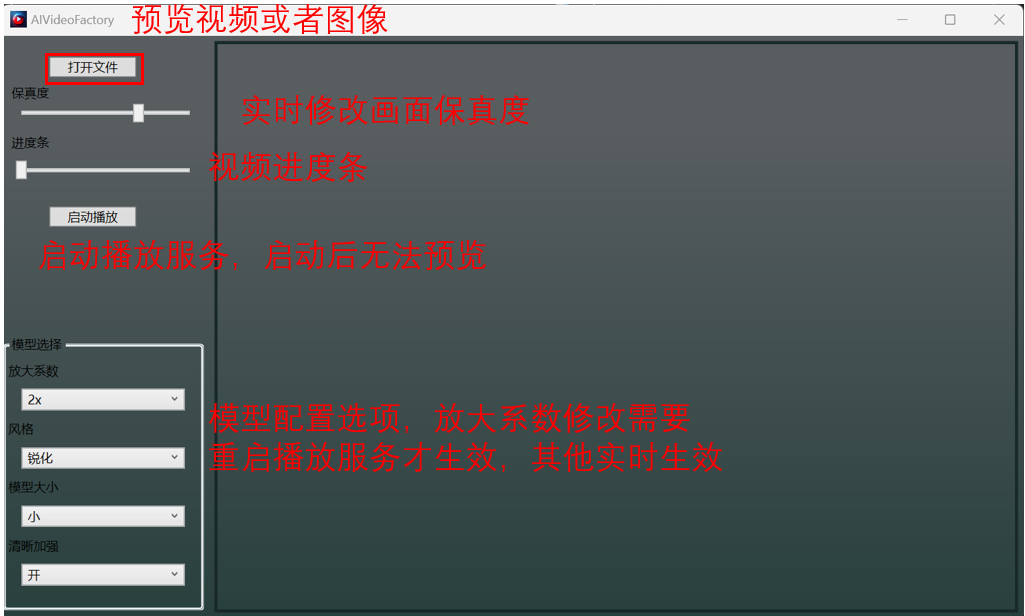 AIVideoFactory
预览视频或者图像
打开文件
保真度
实时修改画面保真度
进度条
视频进度条
启动播放
启动播放服务，启动后无法预览
模型选择
放大系数
2x
模型配置选项，放大系数修改需要
重启播放服务才生效，其他实时生效
风格
锐化
模型大小
小
清晰加强
开